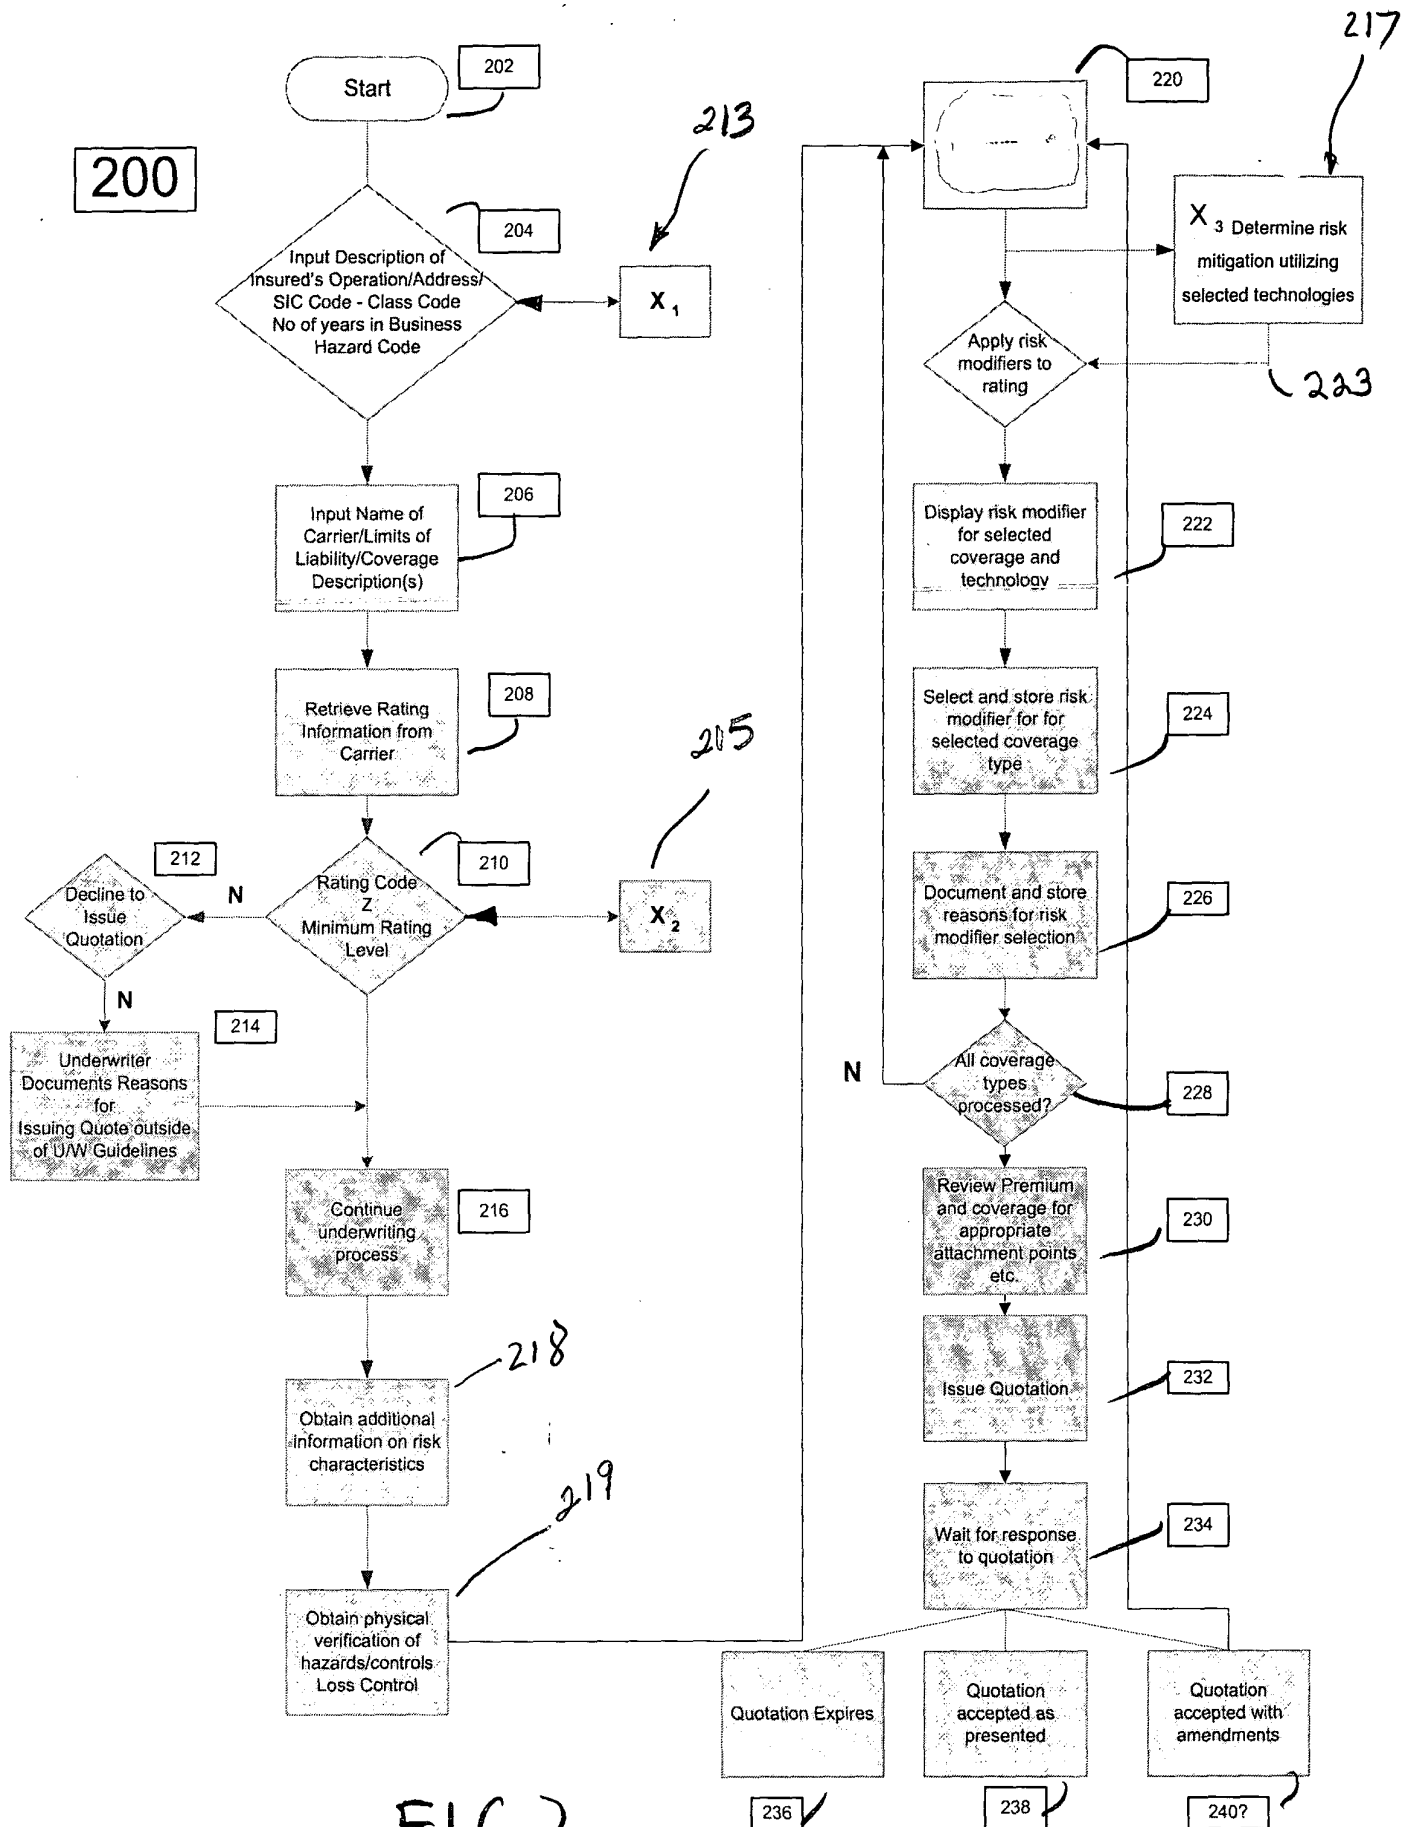 200
Start
202
204
Input Description of
Insured's Operation/Address/
SIC Code - Class Code
No of years in Business
Hazard Code
213
X 1
206
Input Name of
Carrier/Limits of
Liability/Coverage
Description(s)
208
Retrieve Rating
Information from
Carrier
215
210
Rating Code
Z
Minimum Rating
Level
X 2
212
N
Decline to
Issue
Quotation
N
214
Underwriter
Documents Reasons
for
Issuing Quote outside
of U/W Guidelines
Continue
underwriting
process
216
218
Obtain additional
information on risk
characteristics
219
Obtain physical
verification of
hazards/controls
Loss Control
220
217
X 3 Determine risk
mitigation utilizing
selected technologies
223
Apply risk
modifiers to
rating
Display risk modifier
for selected
coverage and
technology
222
Select and store risk
modifier for for
selected coverage
type
224
Document and store
reasons for risk
modifier selection
226
N
All coverage
types
processed?
228
Review Premium
and coverage for
appropriate
attachment points
etc.
230
Issue Quotation
232
Wait for response
to quotation
234
Quotation Expires
236
Quotation
accepted as
presented
238
Quotation
accepted with
amendments
240?